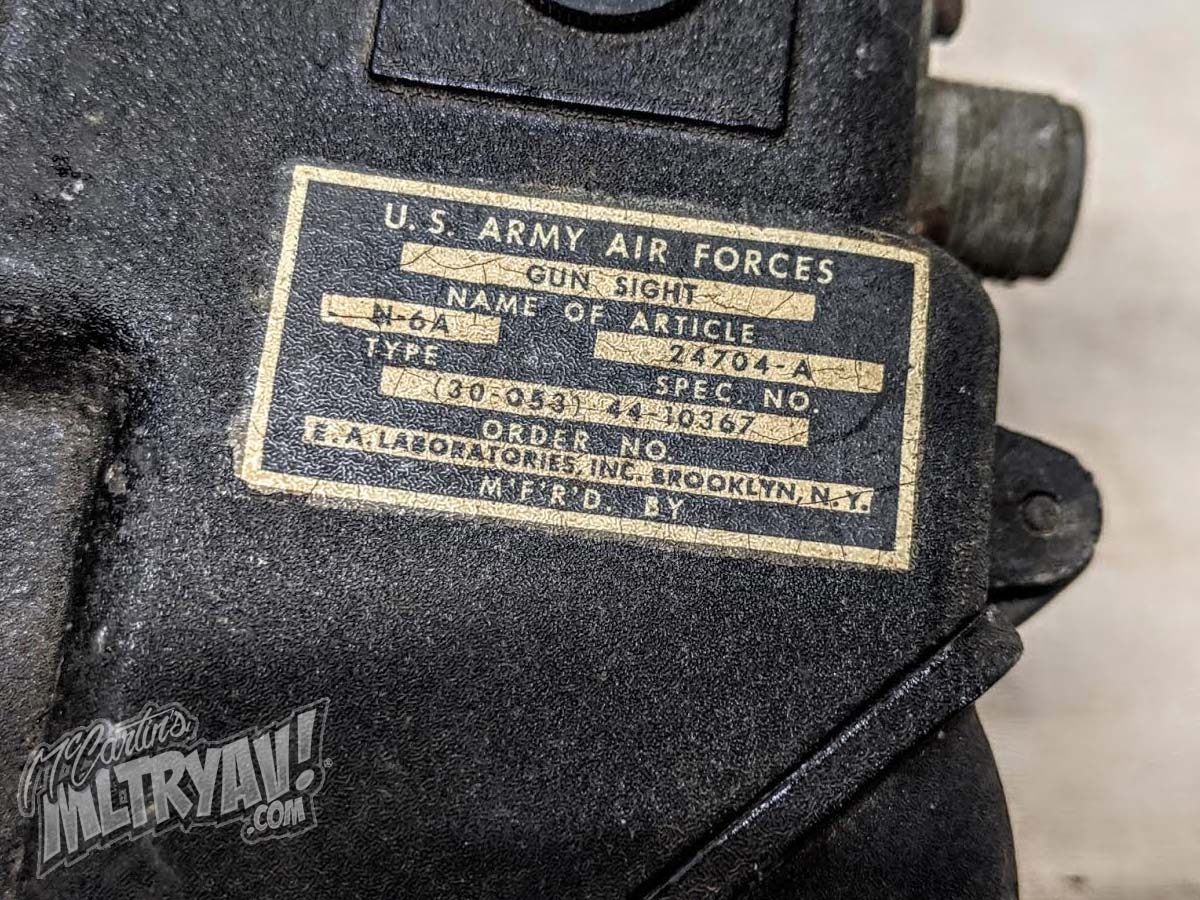 U. S. ARMY AIR FORCES
GUN SIGHT
NAME OF ARTICLE
N-6A 24704-A
TYPE SPEC. NO.
(30-053)-44-10367
ORDER NO.
E. A. LABORATORIES, INC. BROOKLYN, N. Y.
M'F'R'D. BY
McCartin's
MLTRYAV!
.COM